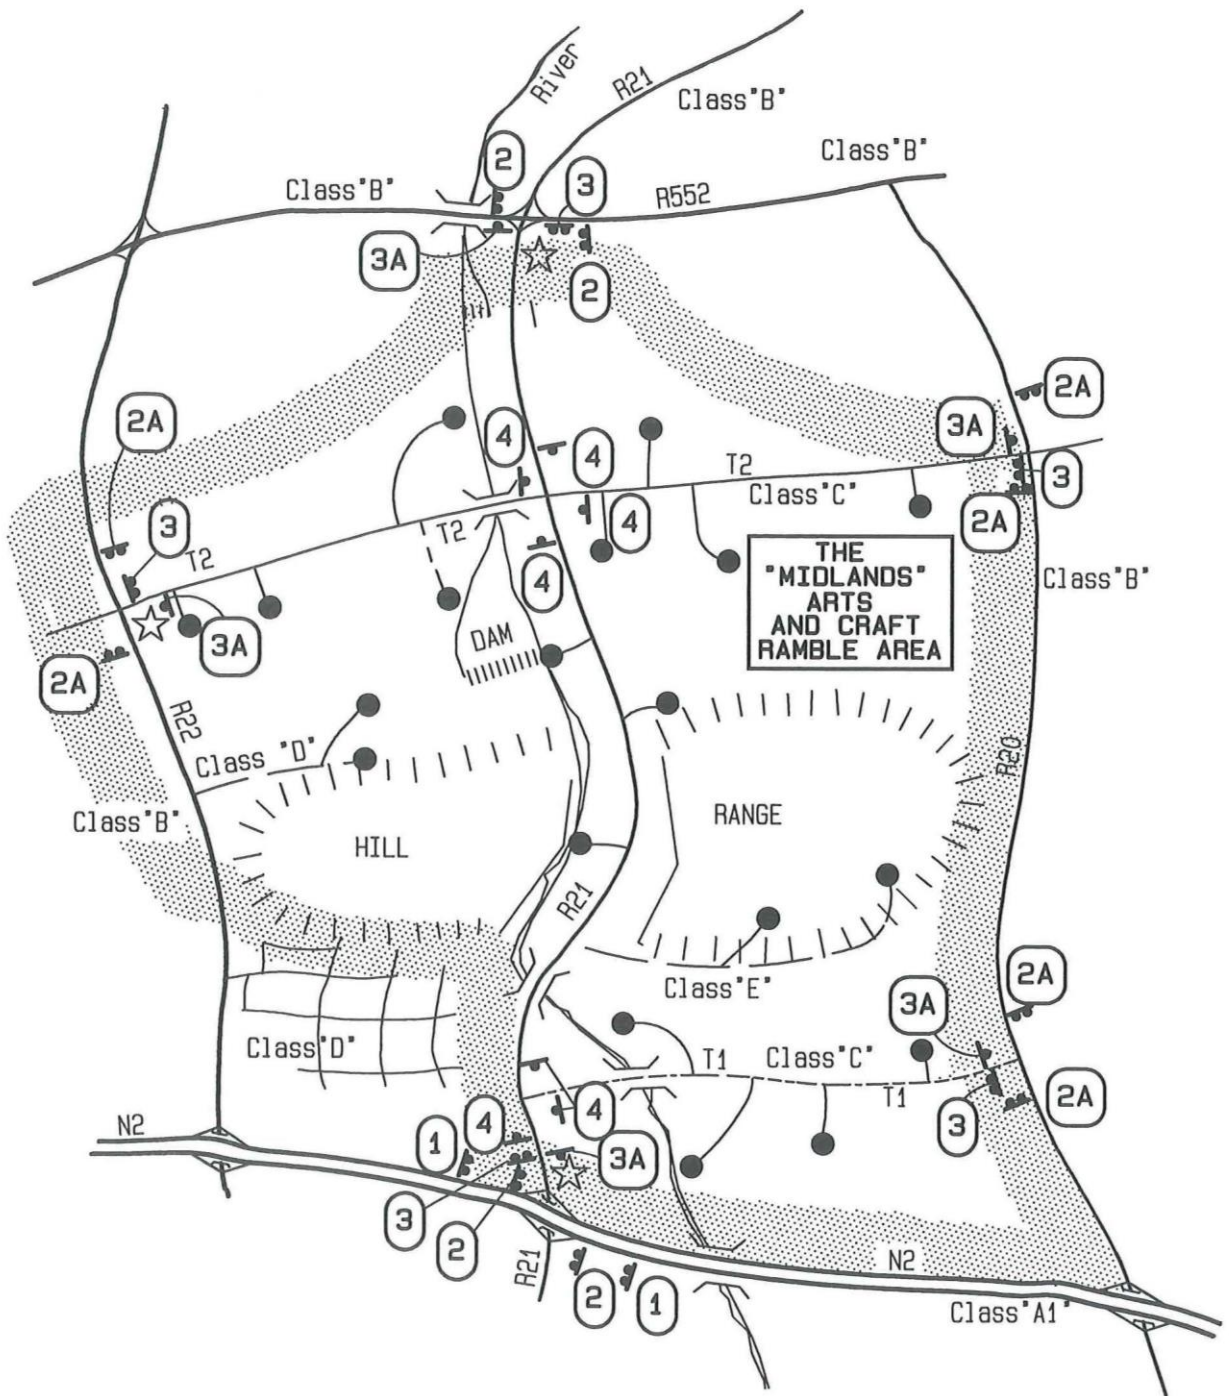 River
R21
Class"B"
Class"B"
Class"B"
R552
2
3
3A
2
2A
2A
3A
4
4
T2
3
Class"C"
3
4
2A
T2
T2
4
THE
"MIDLANDS"
ARTS
AND CRAFT
RAMBLE AREA
Class"B"
3A
DAM
2A
R22
Class "D"
R20
Class"B"
RANGE
HILL
R21
2A
Class"E"
3A
Class"D"
T1
Class"C"
T1
2A
4
N2
4
1
3
3A
3
2
N2
R21
2
1
Class"A1"